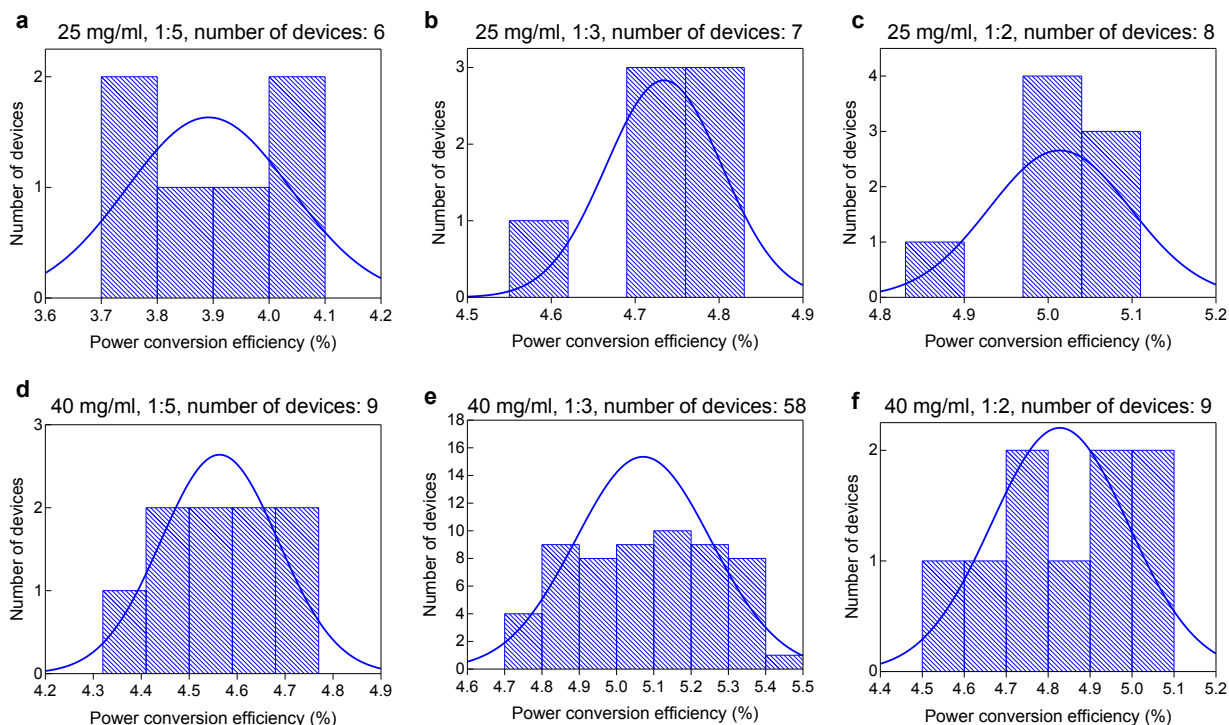 a
25 mg/ml, 1:5, number of devices: 6
Number of devices
2
1
0
3.6 3.7 3.8 3.9 4.0 4.1 4.2
Power conversion efficiency (%)
b
25 mg/ml, 1:3, number of devices: 7
Number of devices
3
2
1
0
4.5 4.6 4.7 4.8 4.9
Power conversion efficiency (%)
c
25 mg/ml, 1:2, number of devices: 8
Number of devices
5
4
3
2
1
0
4.8 4.9 5.0 5.1 5.2
Power conversion efficiency (%)
d
40 mg/ml, 1:5, number of devices: 9
Number of devices
3
2
1
0
4.2 4.3 4.4 4.5 4.6 4.7 4.8 4.9
Power conversion efficiency (%)
e
40 mg/ml, 1:3, number of devices: 58
Number of devices
18
16
14
12
10
8
6
4
2
0
4.6 4.7 4.8 4.9 5.0 5.1 5.2 5.3 5.4 5.5
Power conversion efficiency (%)
f
40 mg/ml, 1:2, number of devices: 9
Number of devices
2
1
0
4.4 4.5 4.6 4.7 4.8 4.9 5.0 5.1 5.2
Power conversion efficiency (%)